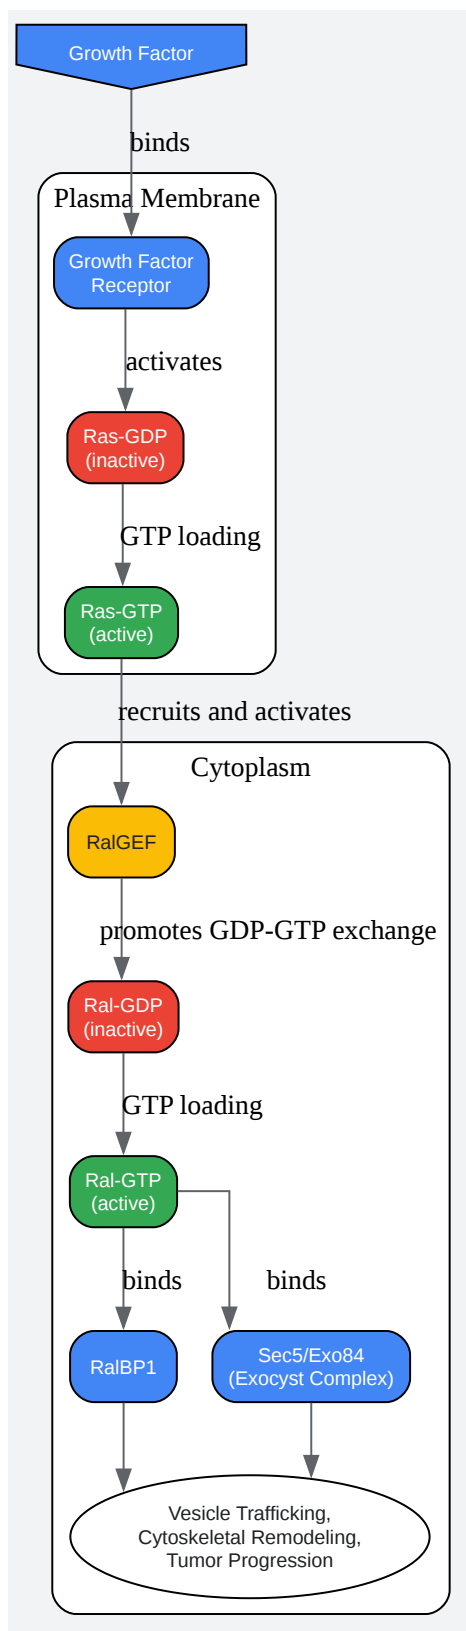 Growth Factor
binds
Plasma Membrane
Growth Factor
Receptor
activates
Ras-GDP
(inactive)
GTP loading
Ras-GTP
(active)
recruits and activates
Cytoplasm
RalGEF
promotes GDP-GTP exchange
Ral-GDP
(inactive)
GTP loading
Ral-GTP
(active)
binds
binds
RalBP1
Sec5/Exo84
(Exocyst Complex)
Vesicle Trafficking,
Cytoskeletal Remodeling,
Tumor Progression